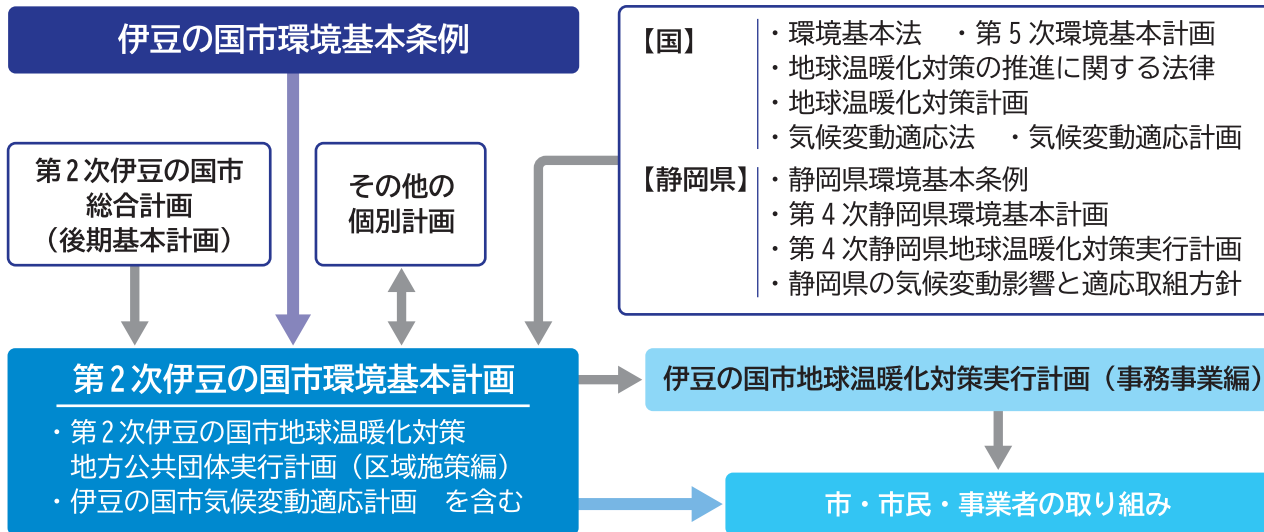 伊豆の国市環境基本条例
【国】
・環境基本法　・第5次環境基本計画
・地球温暖化対策の推進に関する法律
・地球温暖化対策計画
・気候変動適応法　・気候変動適応計画
【静岡県】
・静岡県環境基本条例
・第4次静岡県環境基本計画
・第4次静岡県地球温暖化対策実行計画
・静岡県の気候変動影響と適応取組方針
第2次伊豆の国市
総合計画
（後期基本計画）
その他の
個別計画
第2次伊豆の国市環境基本計画
・第2次伊豆の国市地球温暖化対策
地方公共団体実行計画（区域施策編）
・伊豆の国市気候変動適応計画　を含む
伊豆の国市地球温暖化対策実行計画（事務事業編）
市・市民・事業者の取り組み